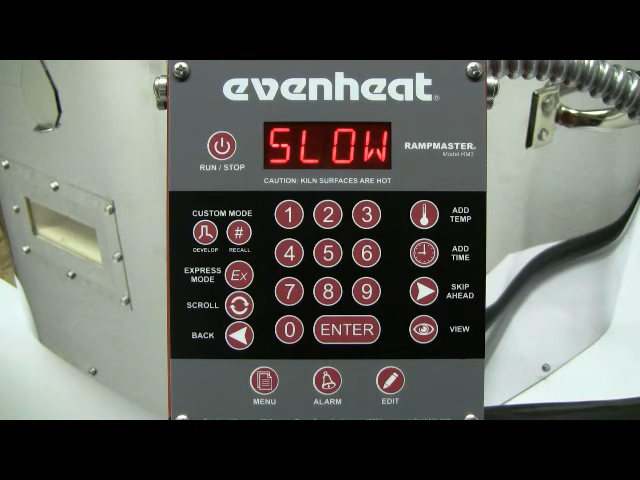 evenheat®
SLOW
RUN / STOP
RAMPMASTER®
Model RM3
CAUTION: KILN SURFACES ARE HOT
CUSTOM MODE
#
DEVELOP
RECALL
1 2 3
ADD TEMP
EXPRESS MODE
Ex
4 5 6
ADD TIME
SCROLL
7 8 9
SKIP AHEAD
BACK
0 ENTER
VIEW
MENU
ALARM
EDIT